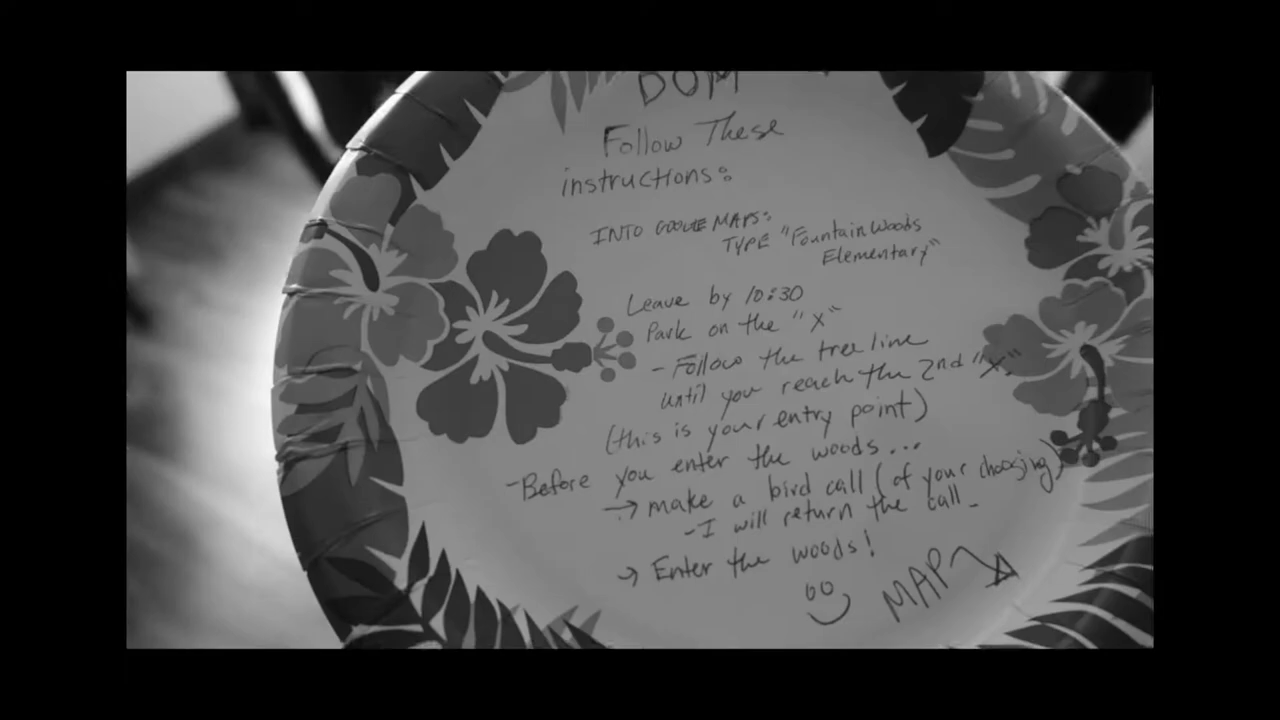 DOM
Follow These
instructions:
INTO GOOGLE MAPS:
TYPE "Fountain Woods
Elementary"
Leave by 10:30
Park on the "X"
- Follow the tree line
until you reach the 2nd "X"
(this is your entry point)
- Before you enter the woods...
→ make a bird call (of your choosing)
- I will return the call -
→ Enter the woods!
MAP